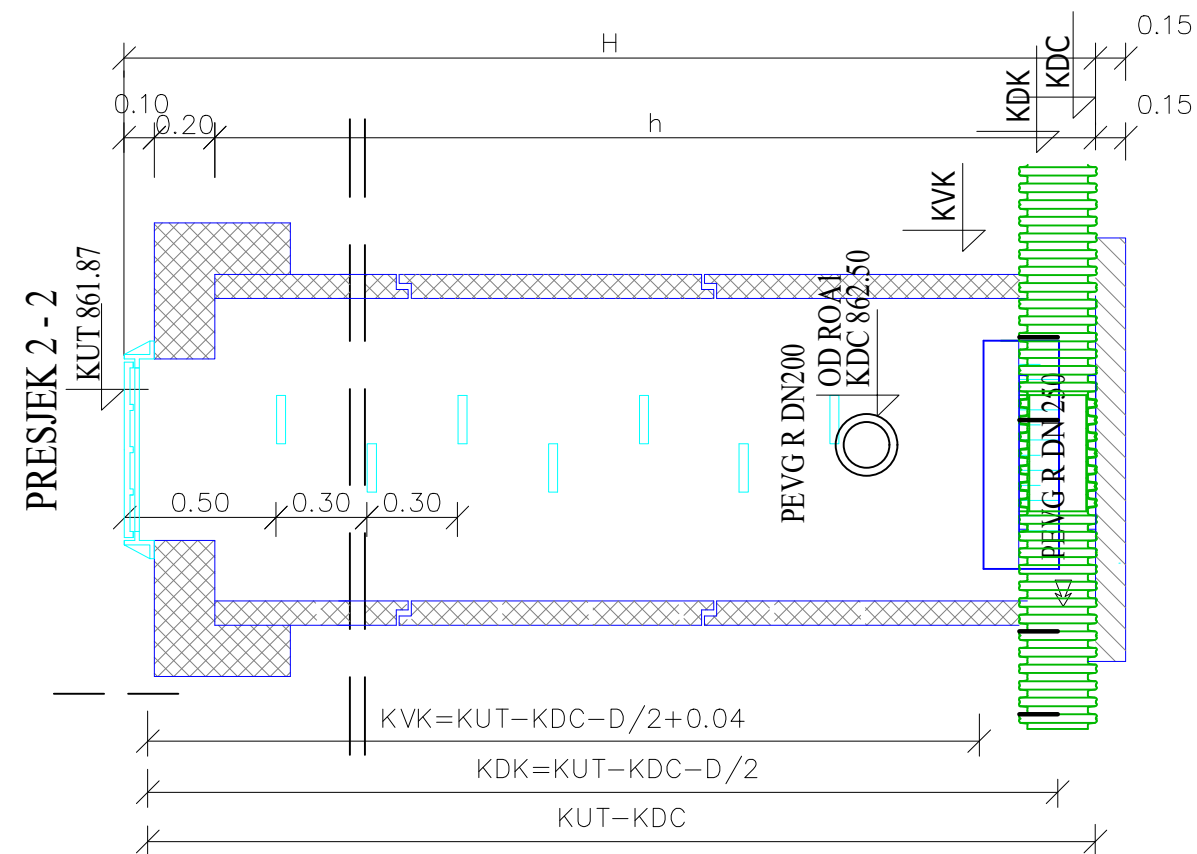 H
0.15
KDC
KDK
0.10
0.20
h
0.15
KVK
PRESJEK 2 - 2
KUT 861.87
OD ROA1
KDC 862.50
PEVG R DN200
PEVG R DN 250
0.50
0.30
0.30
KVK=KUT-KDC-D/2+0.04
KDK=KUT-KDC-D/2
KUT-KDC